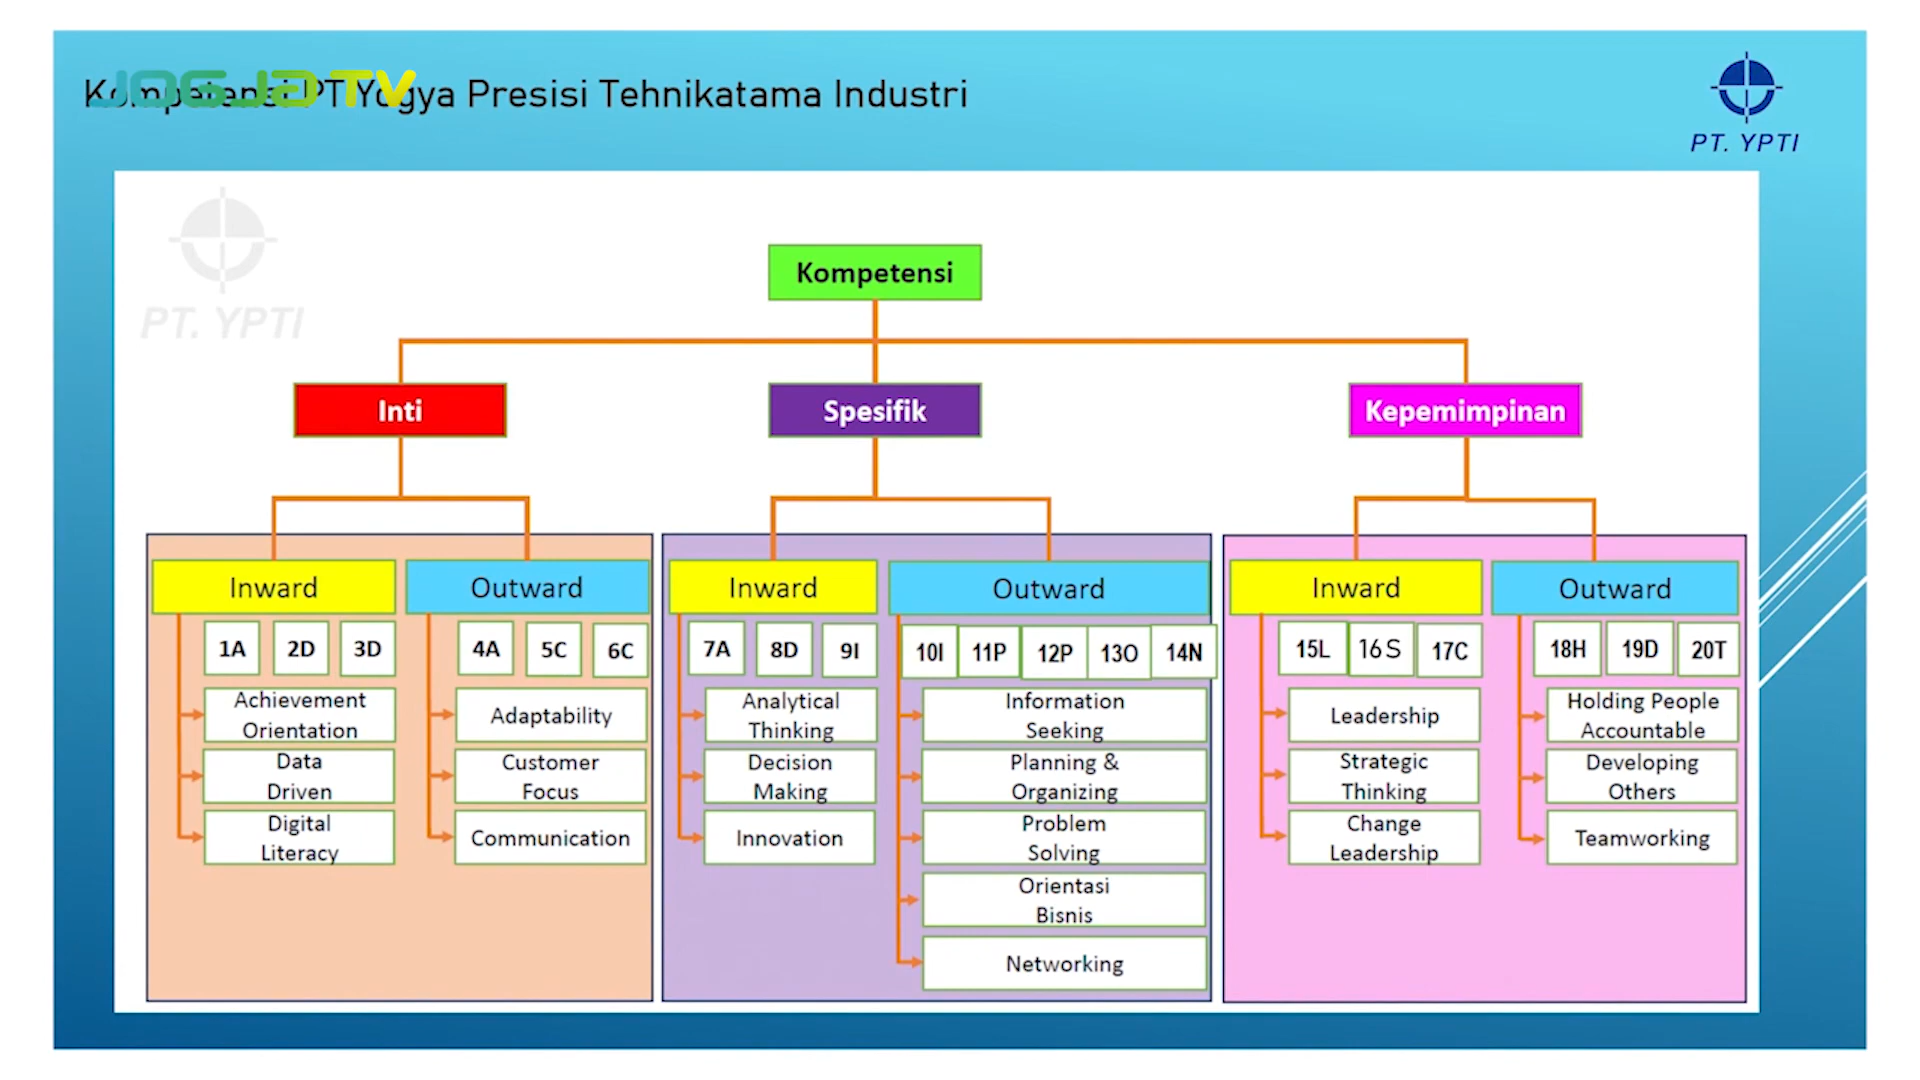 JOGJA TV
Kompetensi PT Yogya Presisi Tehnikatama Industri
PT. YPTI
PT. YPTI
Kompetensi
Inti
Spesifik
Kepemimpinan
Inward
Outward
Inward
Outward
Inward
Outward
1A 2D 3D
4A 5C 6C
7A 8D 9I
10I 11P 12P 13O 14N
15L 16S 17C
18H 19D 20T
Achievement
Orientation
Data
Driven
Digital
Literacy
Adaptability
Customer
Focus
Communication
Analytical
Thinking
Decision
Making
Innovation
Information
Seeking
Planning &
Organizing
Problem
Solving
Orientasi
Bisnis
Networking
Leadership
Strategic
Thinking
Change
Leadership
Holding People
Accountable
Developing
Others
Teamworking